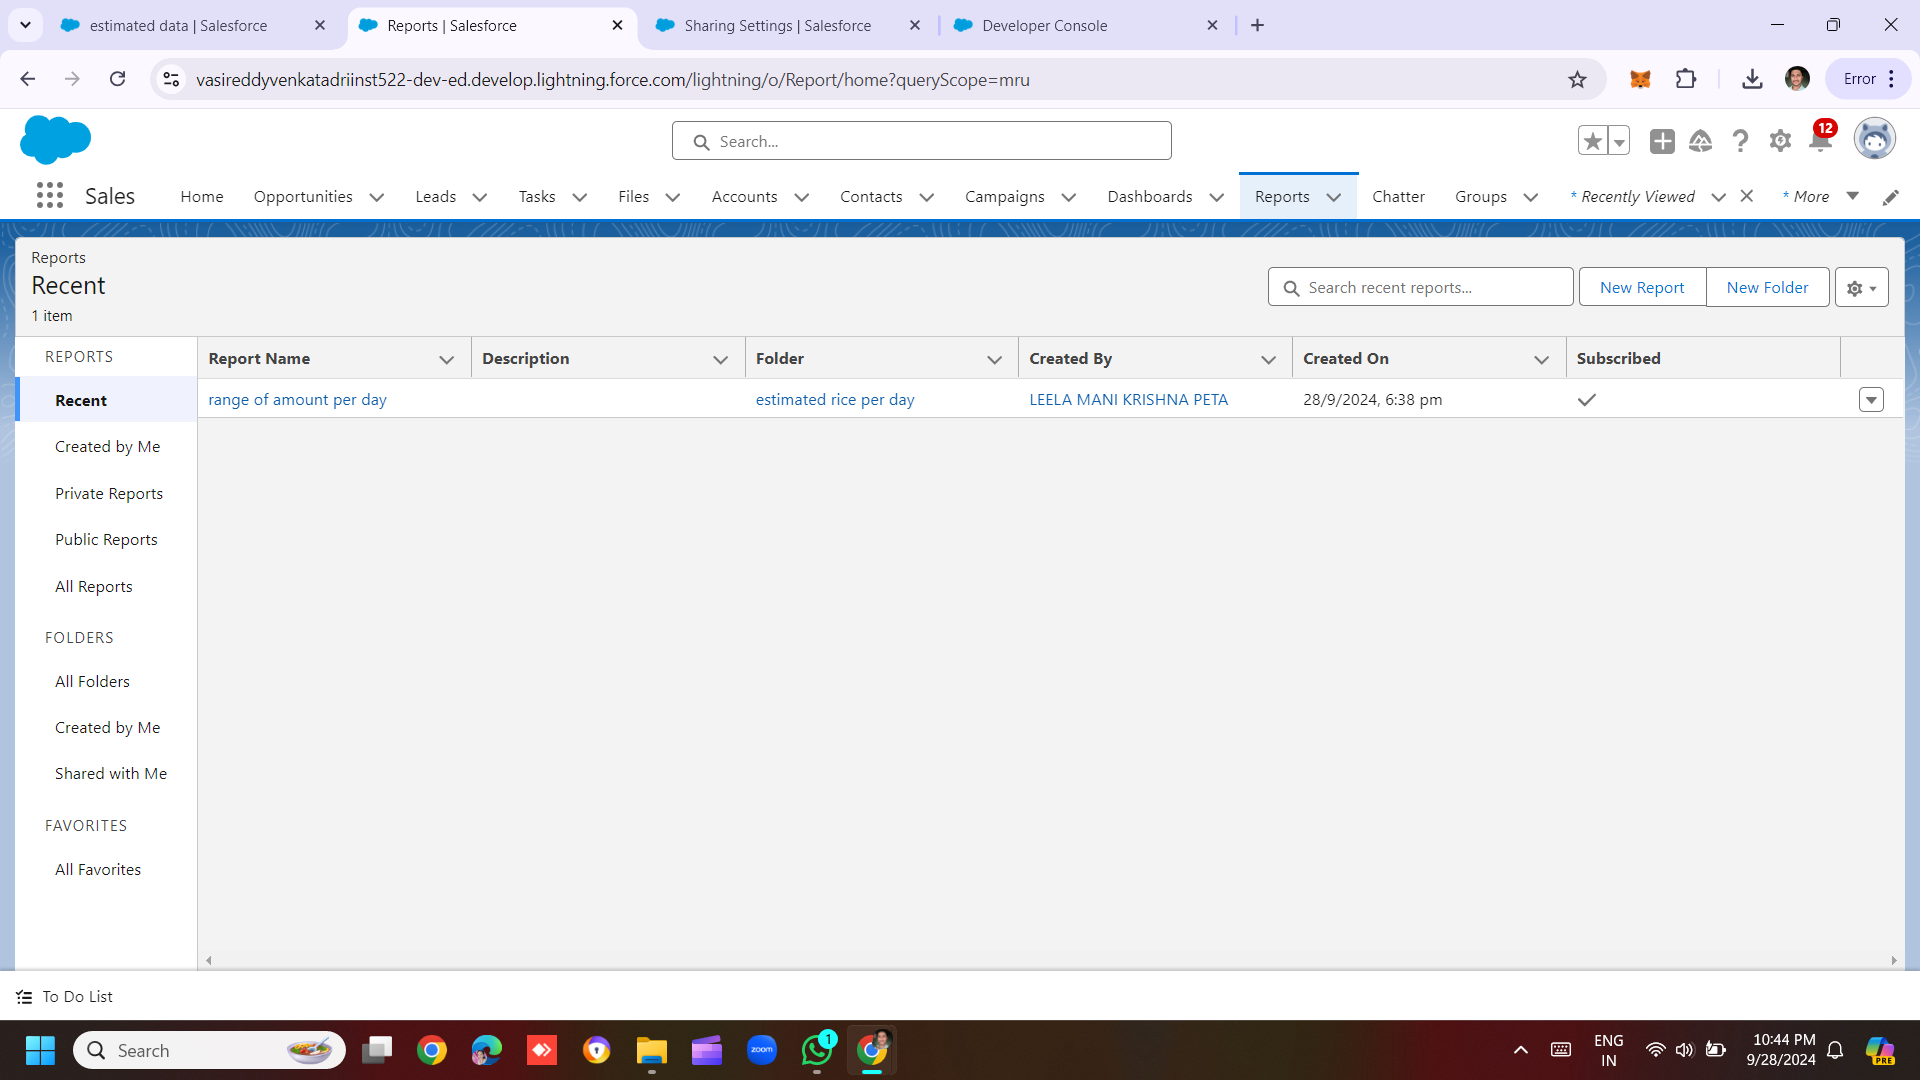 estimated data | Salesforce
Reports | Salesforce
Sharing Settings | Salesforce
Developer Console
vasireddyvenkatadriinst522-dev-ed.develop.lightning.force.com/lightning/o/Report/home?queryScope=mru
Error
Search...
12
Sales
Home
Opportunities
Leads
Tasks
Files
Accounts
Contacts
Campaigns
Dashboards
Reports
Chatter
Groups
* Recently Viewed
* More
Reports
Recent
1 item
Search recent reports...
New Report
New Folder
REPORTS
Recent
Created by Me
Private Reports
Public Reports
All Reports
FOLDERS
All Folders
Created by Me
Shared with Me
FAVORITES
All Favorites
Report Name
Description
Folder
Created By
Created On
Subscribed
range of amount per day
estimated rice per day
LEELA MANI KRISHNA PETA
28/9/2024, 6:38 pm
To Do List
Search
zoom
1
ENG
IN
10:44 PM
9/28/2024
PRE